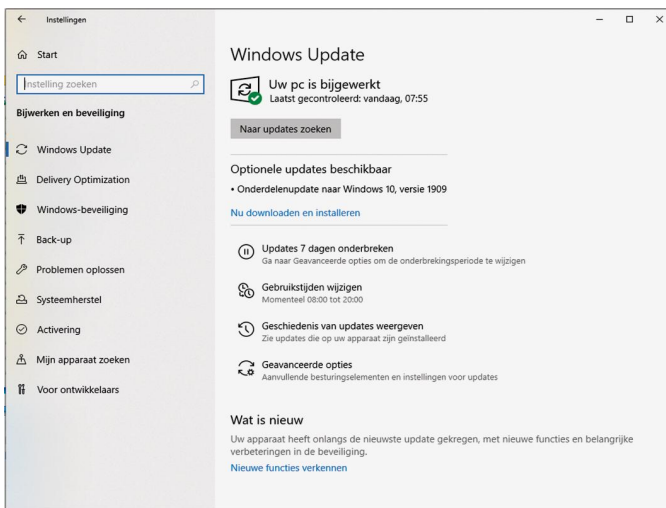 Instellingen
Start
Instelling zoeken
Bijwerken en beveiliging
Windows Update
Delivery Optimization
Windows-beveiliging
Back-up
Problemen oplossen
Systeemherstel
Activering
Mijn apparaat zoeken
Voor ontwikkelaars
Windows Update
Uw pc is bijgewerkt
Laatst gecontroleerd: vandaag, 07:55
Naar updates zoeken
Optionele updates beschikbaar
• Onderdelenupdate naar Windows 10, versie 1909
Nu downloaden en installeren
Updates 7 dagen onderbreken
Ga naar Geavanceerde opties om de onderbrekingsperiode te wijzigen
Gebruikstijden wijzigen
Momenteel 08:00 tot 20:00
Geschiedenis van updates weergeven
Zie updates die op uw apparaat zijn geïnstalleerd
Geavanceerde opties
Aanvullende besturingselementen en instellingen voor updates
Wat is nieuw
Uw apparaat heeft onlangs de nieuwste update gekregen, met nieuwe functies en belangrijke
verbeteringen in de beveiliging.
Nieuwe functies verkennen